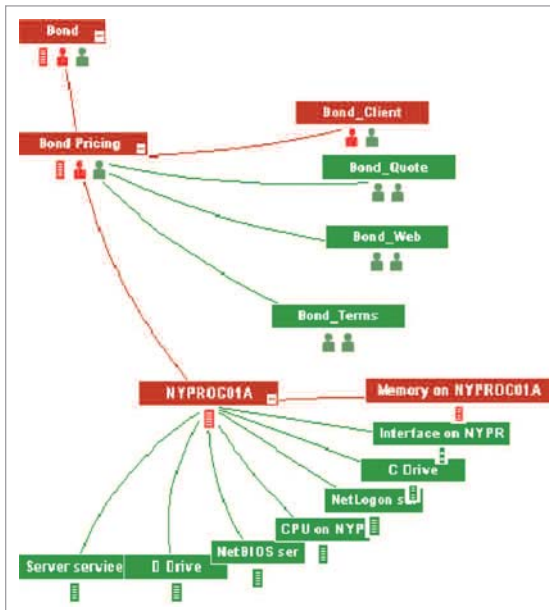 Bond
Bond_Client
Bond Pricing
Bond_Quote
Bond_Web
Bond_Terms
NYPROC01A
Memory on NYPROC01A
Interface on NYPR
C Drive
NetLogon ser
CPU on NYP
NetBIOS ser
Server service
D Drive